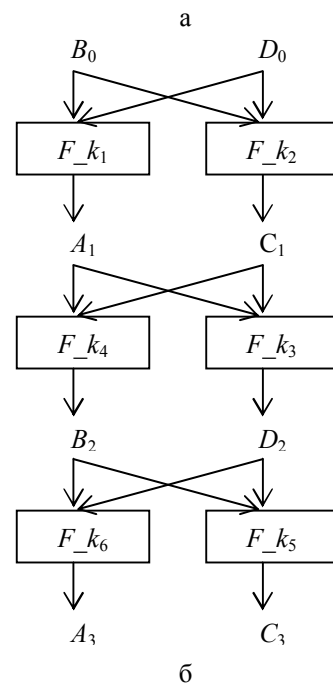 а
B₀ D₀
F_k₁ F_k₂
A₁ C₁
F_k₄ F_k₃
B₂ D₂
F_k₆ F_k₅
A₃ C₃
б